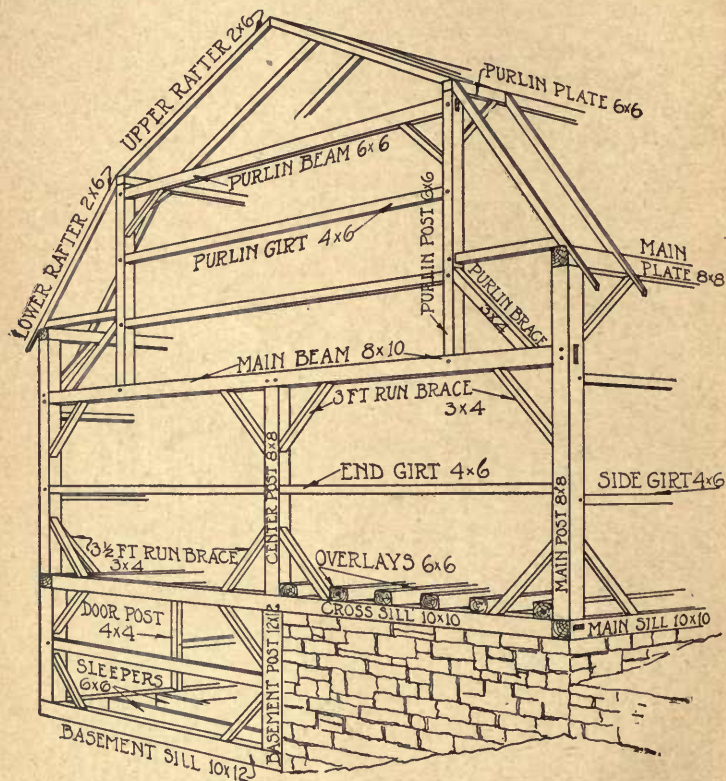 UPPER RAFTER 2x6
PURLIN PLATE 6x6
PURLIN BEAM 6x6
LOWER RAFTER 2x6
PURLIN GIRT 4x6
PURLIN POST 6x6
MAIN
PLATE 8x8
PURLIN BRACE
3x4
MAIN BEAM 8x10
3 FT RUN BRACE
3x4
CENTER POST 8x8
END GIRT 4x6
MAIN POST 8x8
SIDE GIRT 4x6
3½ FT RUN BRACE
3x4
OVERLAYS 6x6
DOOR POST
4x4
CROSS SILL 10x10
MAIN SILL 10x10
BASEMENT POST 12x12
SLEEPERS
6x6
BASEMENT SILL 10x12